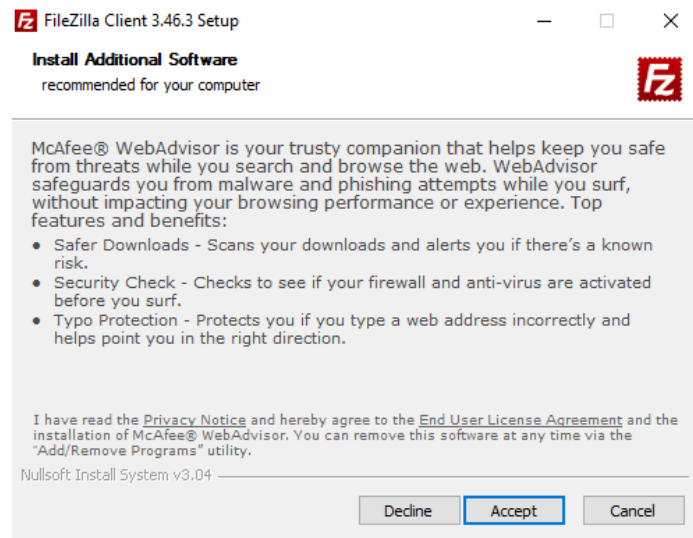 FileZilla Client 3.46.3 Setup
Install Additional Software
recommended for your computer
Fz
McAfee® WebAdvisor is your trusty companion that helps keep you safe
from threats while you search and browse the web. WebAdvisor
safeguards you from malware and phishing attempts while you surf,
without impacting your browsing performance or experience. Top
features and benefits:
• Safer Downloads - Scans your downloads and alerts you if there's a known
risk.
• Security Check - Checks to see if your firewall and anti-virus are activated
before you surf.
• Typo Protection - Protects you if you type a web address incorrectly and
helps point you in the right direction.
I have read the Privacy Notice and hereby agree to the End User License Agreement and the
installation of McAfee® WebAdvisor. You can remove this software at any time via the
"Add/Remove Programs" utility.
Nullsoft Install System v3.04
Decline Accept Cancel